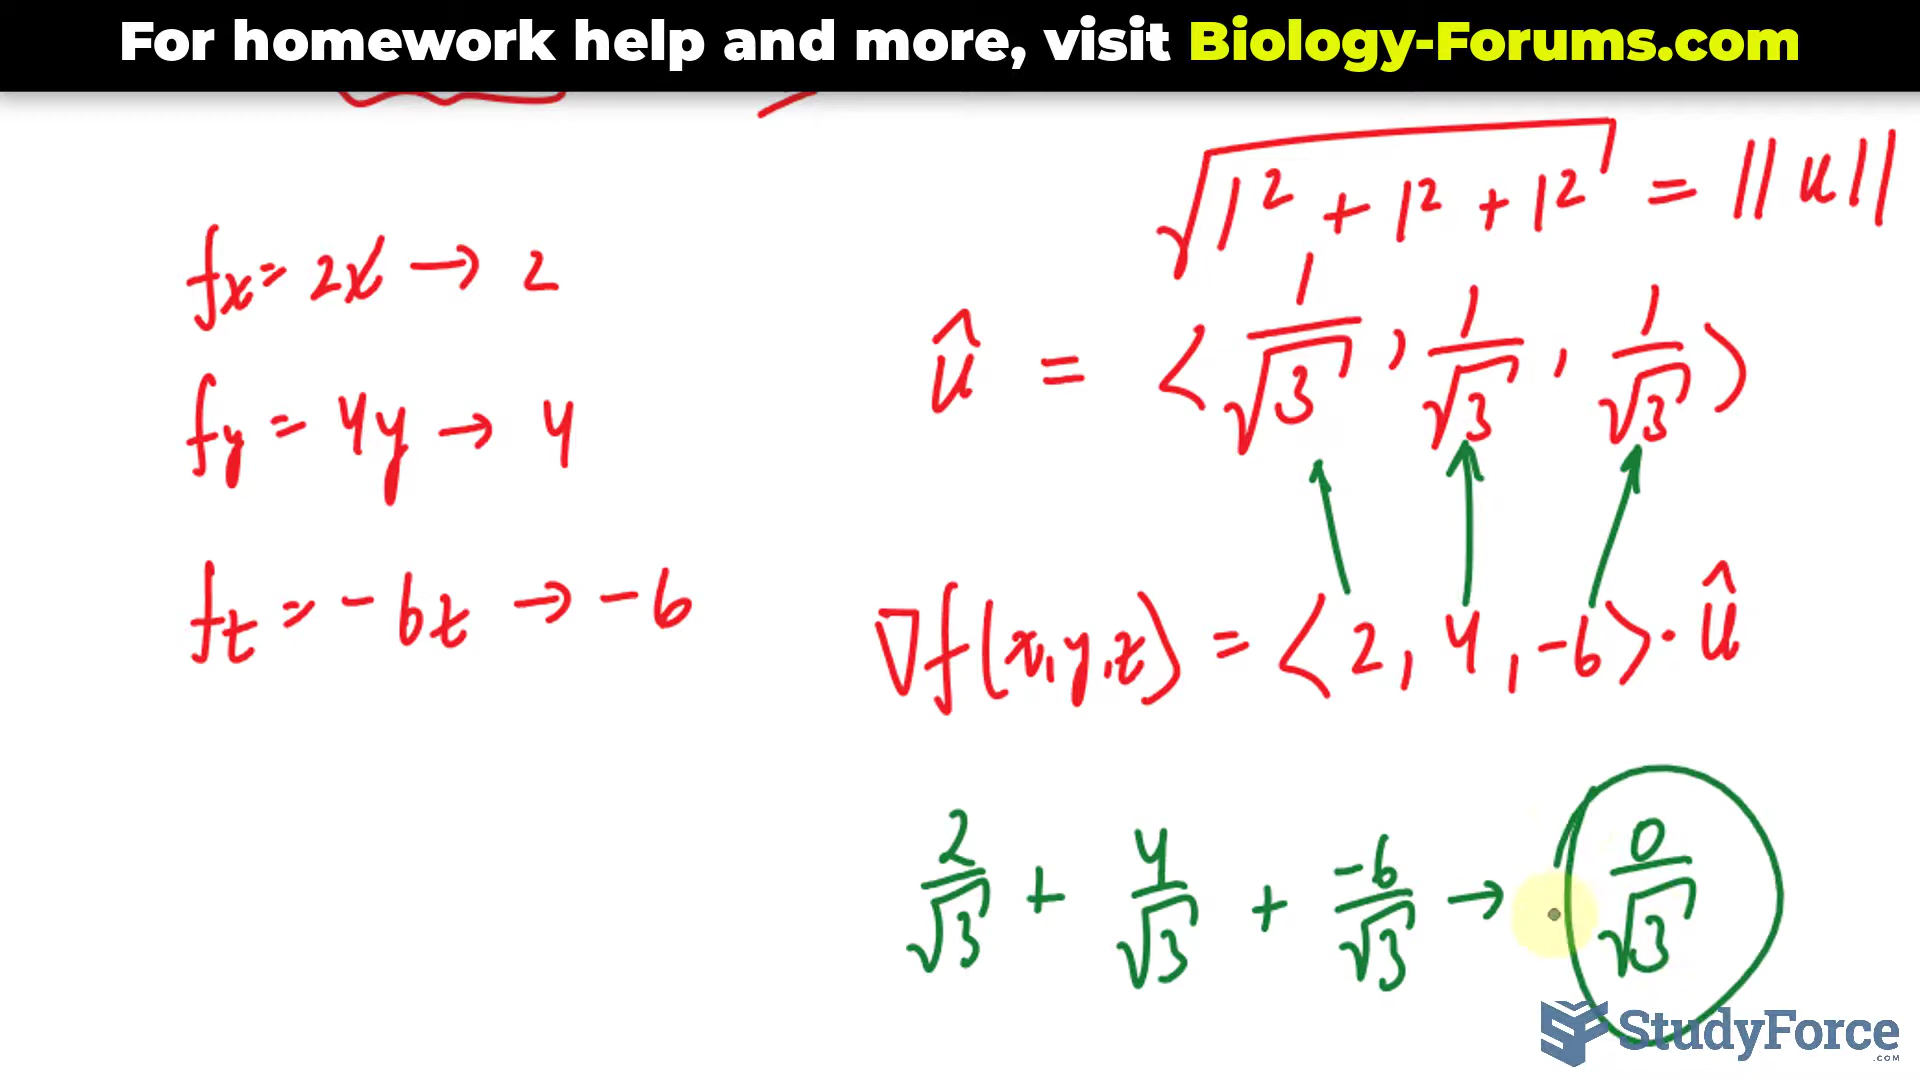 For homework help and more, visit Biology-Forums.com
√1² + 1² + 1² = ||u||
fx = 2x → 2
û = ⟨ 1/√3 , 1/√3 , 1/√3 ⟩
fy = 4y → 4
fz = -6z → -6
∇f(x,y,z) = ⟨2, 4, -6⟩ · û
2/√3 + 4/√3 + -6/√3 → 0/√3
StudyForce
.COM